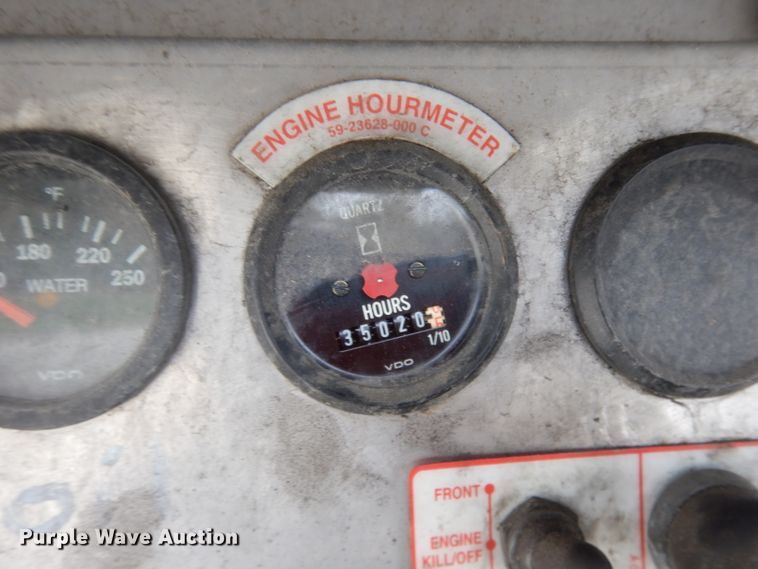 ENGINE HOURMETER
59-23628-000 C
°F
180 220 250
WATER
VDO
QUARTZ
HOURS
35020
1/10
VDO
FRONT
ENGINE
KILL/OFF
Purple Wave Auction